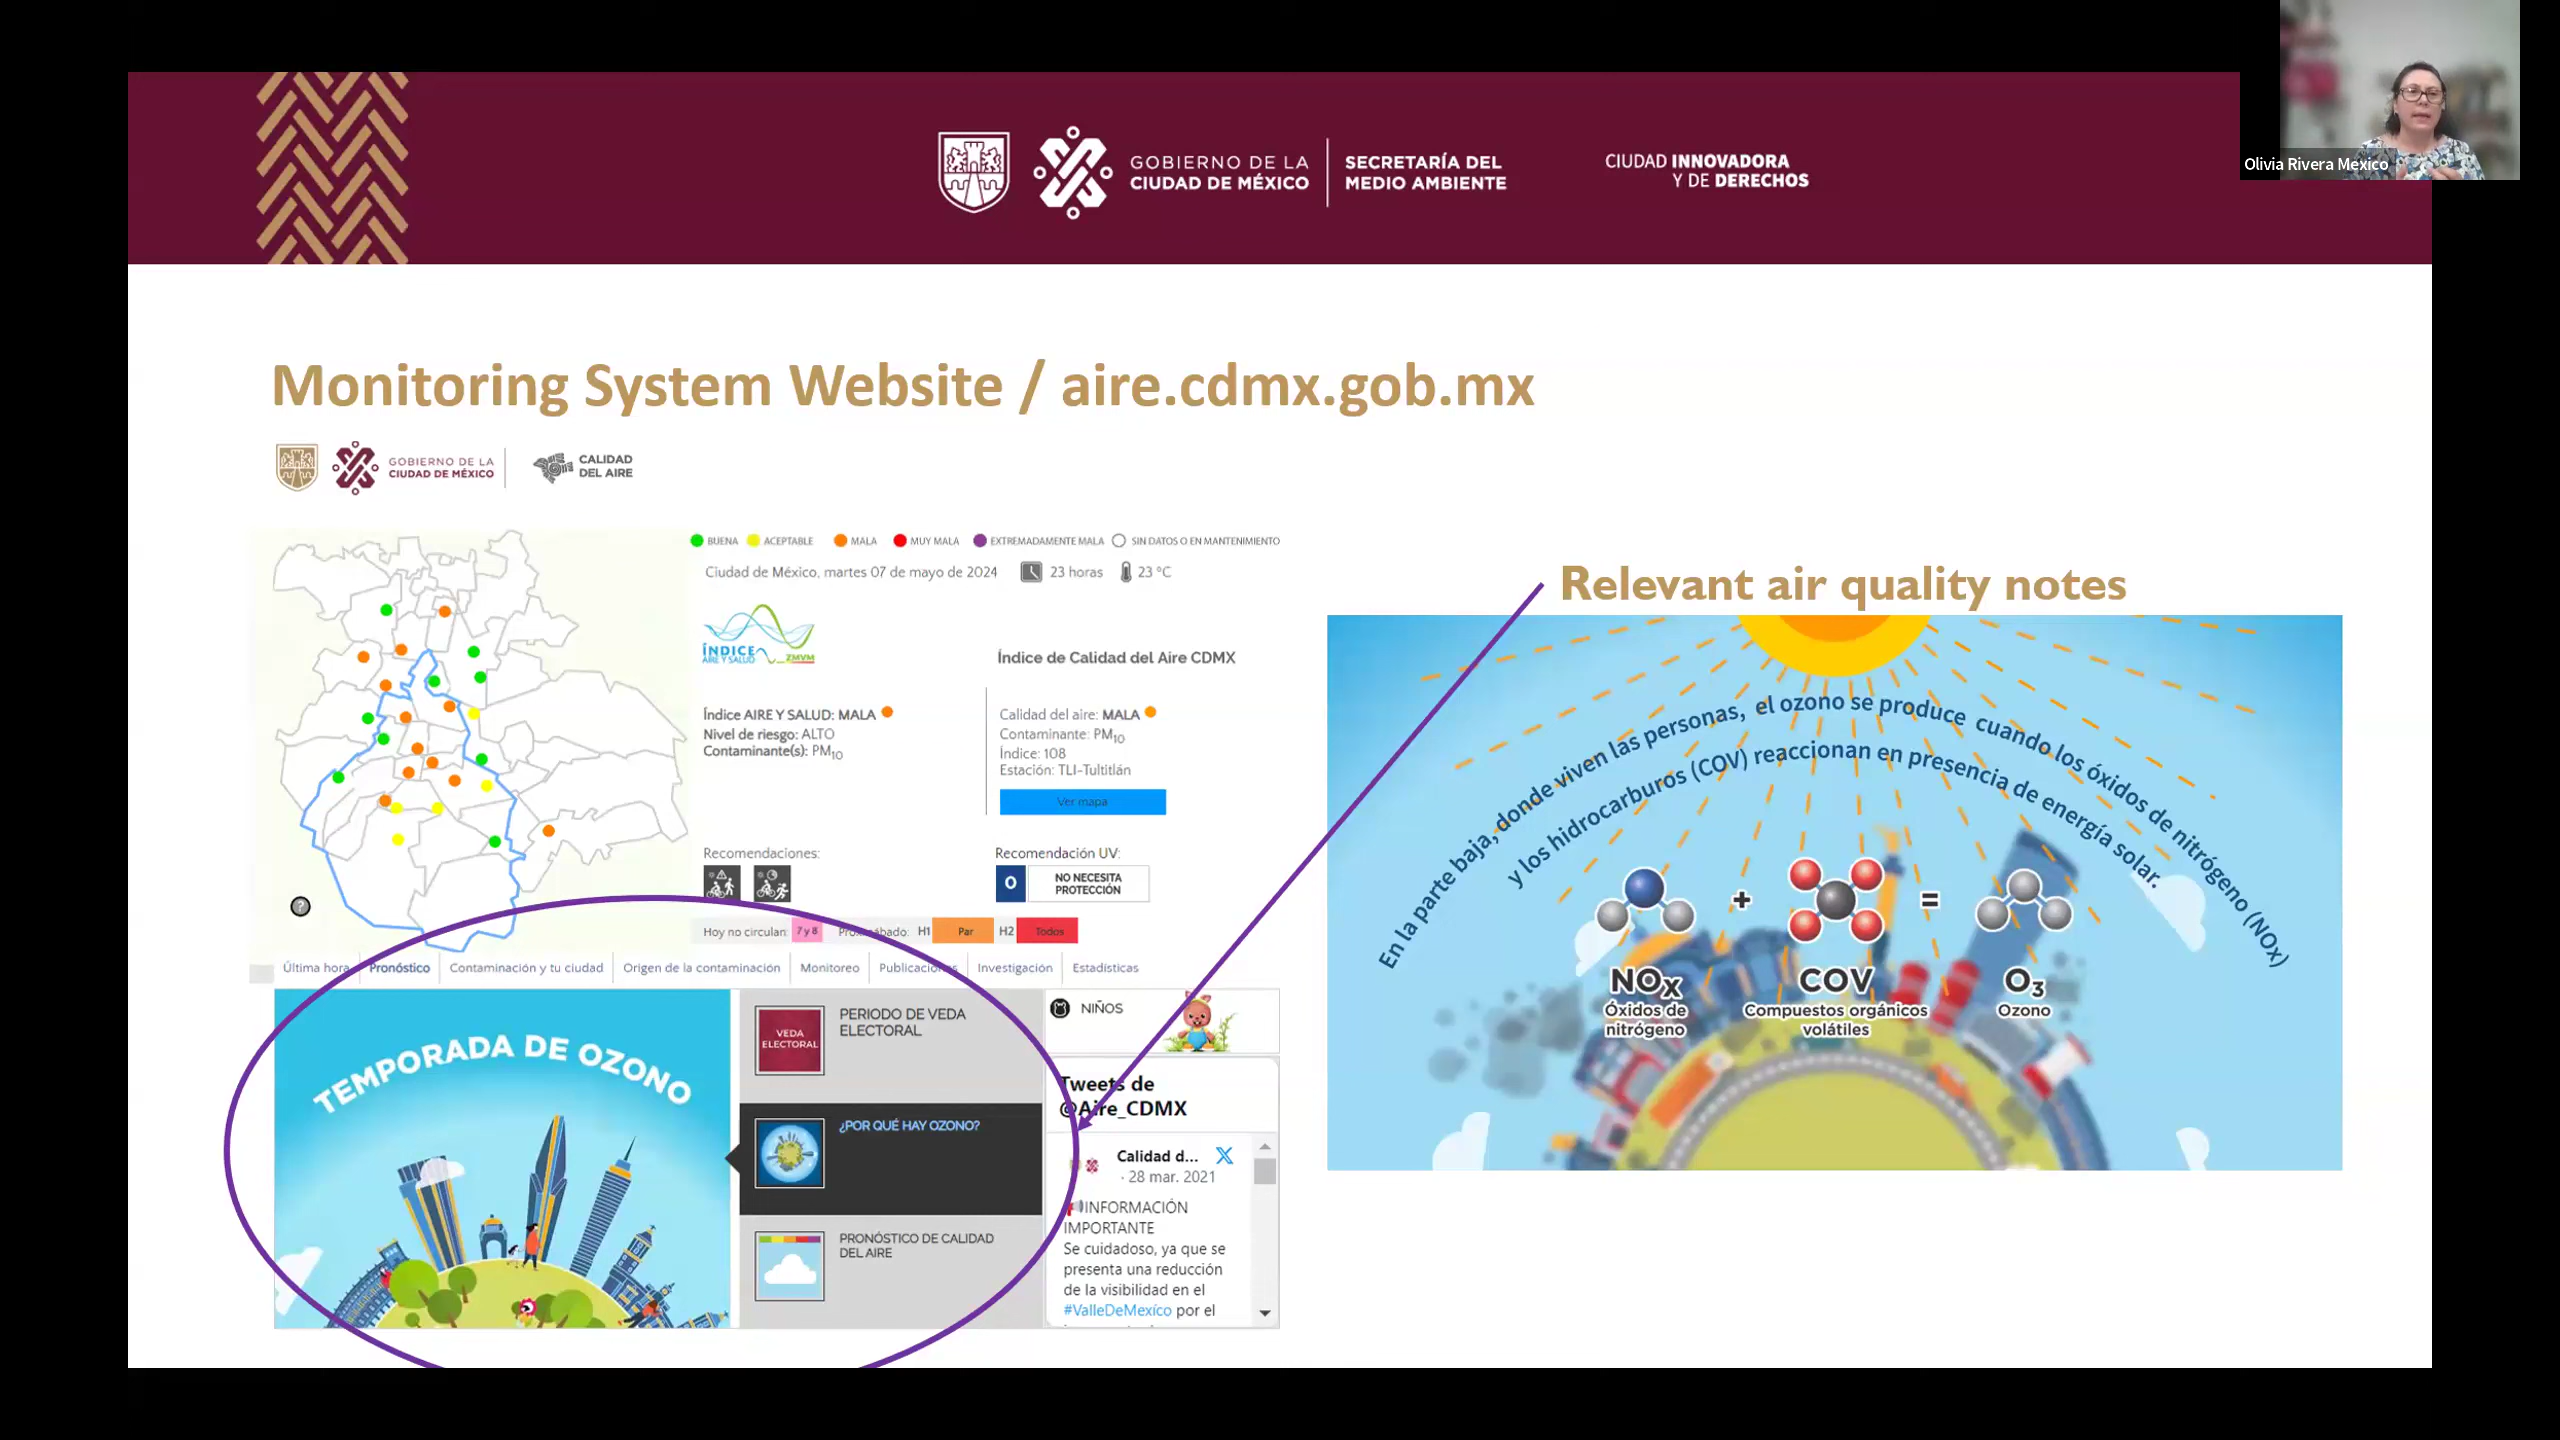 GOBIERNO DE LA
CIUDAD DE MÉXICO
SECRETARÍA DEL
MEDIO AMBIENTE
CIUDAD INNOVADORA
Y DE DERECHOS
Olivia Rivera Mexico
Monitoring System Website / aire.cdmx.gob.mx
GOBIERNO DE LA
CIUDAD DE MÉXICO
CALIDAD
DEL AIRE
BUENA ACEPTABLE MALA MUY MALA EXTREMADAMENTE MALA SIN DATOS O EN MANTENIMIENTO
Ciudad de México, martes 07 de mayo de 2024 23 horas 23 °C
ÍNDICE
AIRE Y SALUD ZMVM
Índice de Calidad del Aire CDMX
Índice AIRE Y SALUD: MALA
Nivel de riesgo: ALTO
Contaminante(s): PM10
Calidad del aire: MALA
Contaminante: PM10
Índice: 108
Estación: TLI-Tultitlán
Ver mapa
Recomendaciones:
Recomendación UV:
0 NO NECESITA
PROTECCIÓN
?
Hoy no circulan: 7 y 8 Próx. sábado: H1 Par H2 Todos
Última hora Pronóstico Contaminación y tu ciudad Origen de la contaminación Monitoreo Publicaciones Investigación Estadísticas
TEMPORADA DE OZONO
VEDA
ELECTORAL
PERIODO DE VEDA
ELECTORAL
¿POR QUÉ HAY OZONO?
PRONÓSTICO DE CALIDAD
DEL AIRE
NIÑOS
Tweets de
@Aire_CDMX
Calidad d...
· 28 mar. 2021
INFORMACIÓN
IMPORTANTE
Se cuidadoso, ya que se
presenta una reducción
de la visibilidad en el
#ValleDeMexíco por el
Relevant air quality notes
En la parte baja, donde viven las personas, el ozono se produce cuando los óxidos de nitrógeno (NOx)
y los hidrocarburos (COV) reaccionan en presencia de energía solar.
+ =
NOx
Óxidos de
nitrógeno
COV
Compuestos orgánicos
volátiles
O3
Ozono